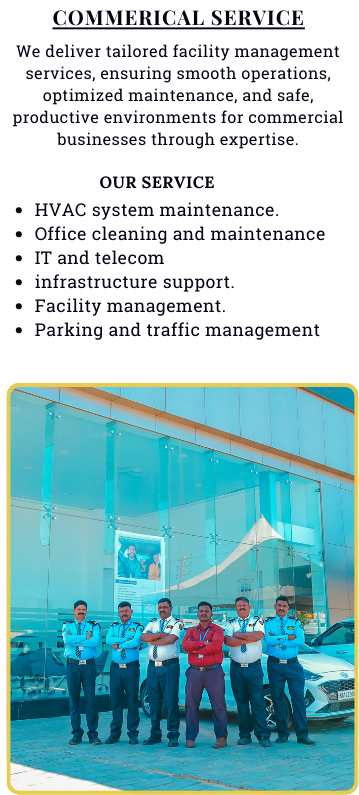 COMMERICAL SERVICE
We deliver tailored facility management
services, ensuring smooth operations,
optimized maintenance, and safe,
productive environments for commercial
businesses through expertise.
OUR SERVICE
• HVAC system maintenance.
• Office cleaning and maintenance
• IT and telecom
• infrastructure support.
• Facility management.
• Parking and traffic management